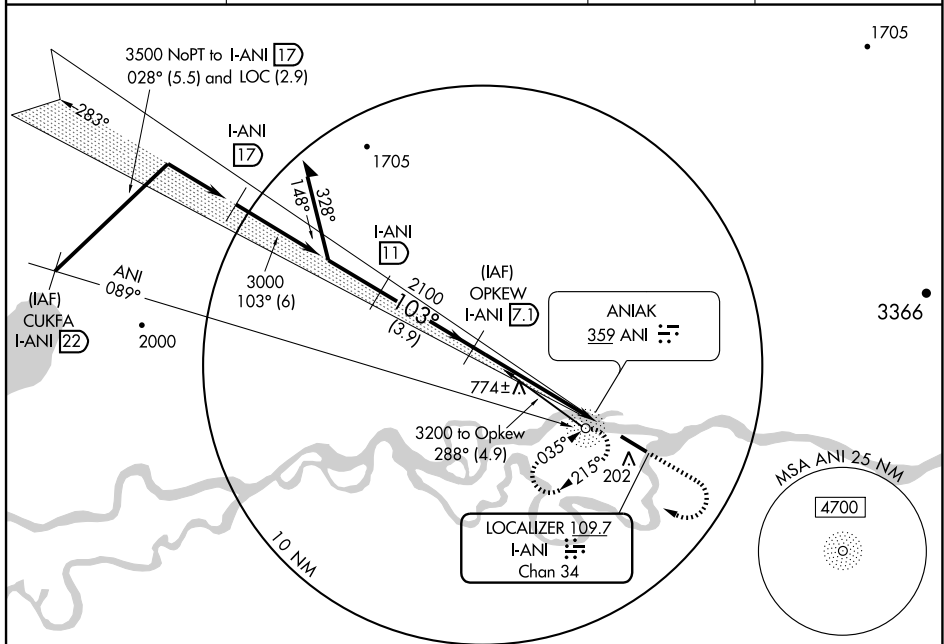 1705
3500 NoPT to I-ANI 17
028° (5.5) and LOC (2.9)
283°
I-ANI
17
1705
328°
148°
I-ANI
11
3000
103° (6)
2100
103°
(3.9)
(IAF)
OPKEW
I-ANI 7.1
ANI
089°
(IAF)
CUKFA
I-ANI 22
2000
ANIAK
359 ANI
3366
774±
3200 to Opkew
288° (4.9)
035°
215°
202
LOCALIZER 109.7
I-ANI
Chan 34
10 NM
MSA ANI 25 NM
4700